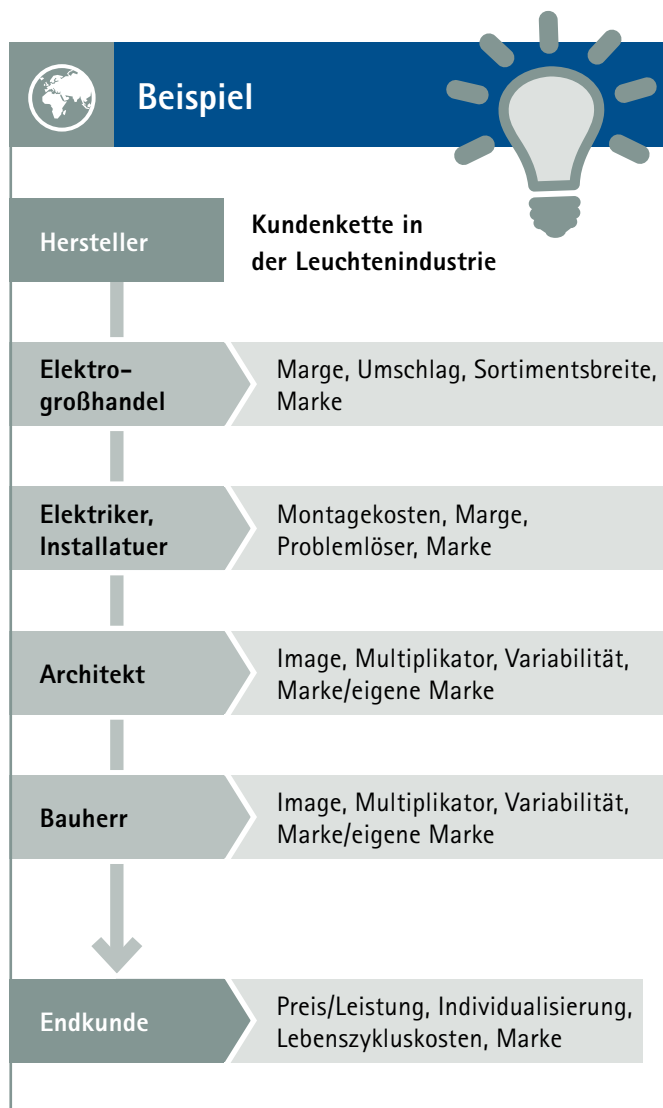 Beispiel
Hersteller
Kundenkette in
der Leuchtenindustrie
Elektro-
großhandel
Marge, Umschlag, Sortimentsbreite,
Marke
Elektriker,
Installatuer
Montagekosten, Marge,
Problemlöser, Marke
Architekt
Image, Multiplikator, Variabilität,
Marke/eigene Marke
Bauherr
Image, Multiplikator, Variabilität,
Marke/eigene Marke
Endkunde
Preis/Leistung, Individualisierung,
Lebenszykluskosten, Marke